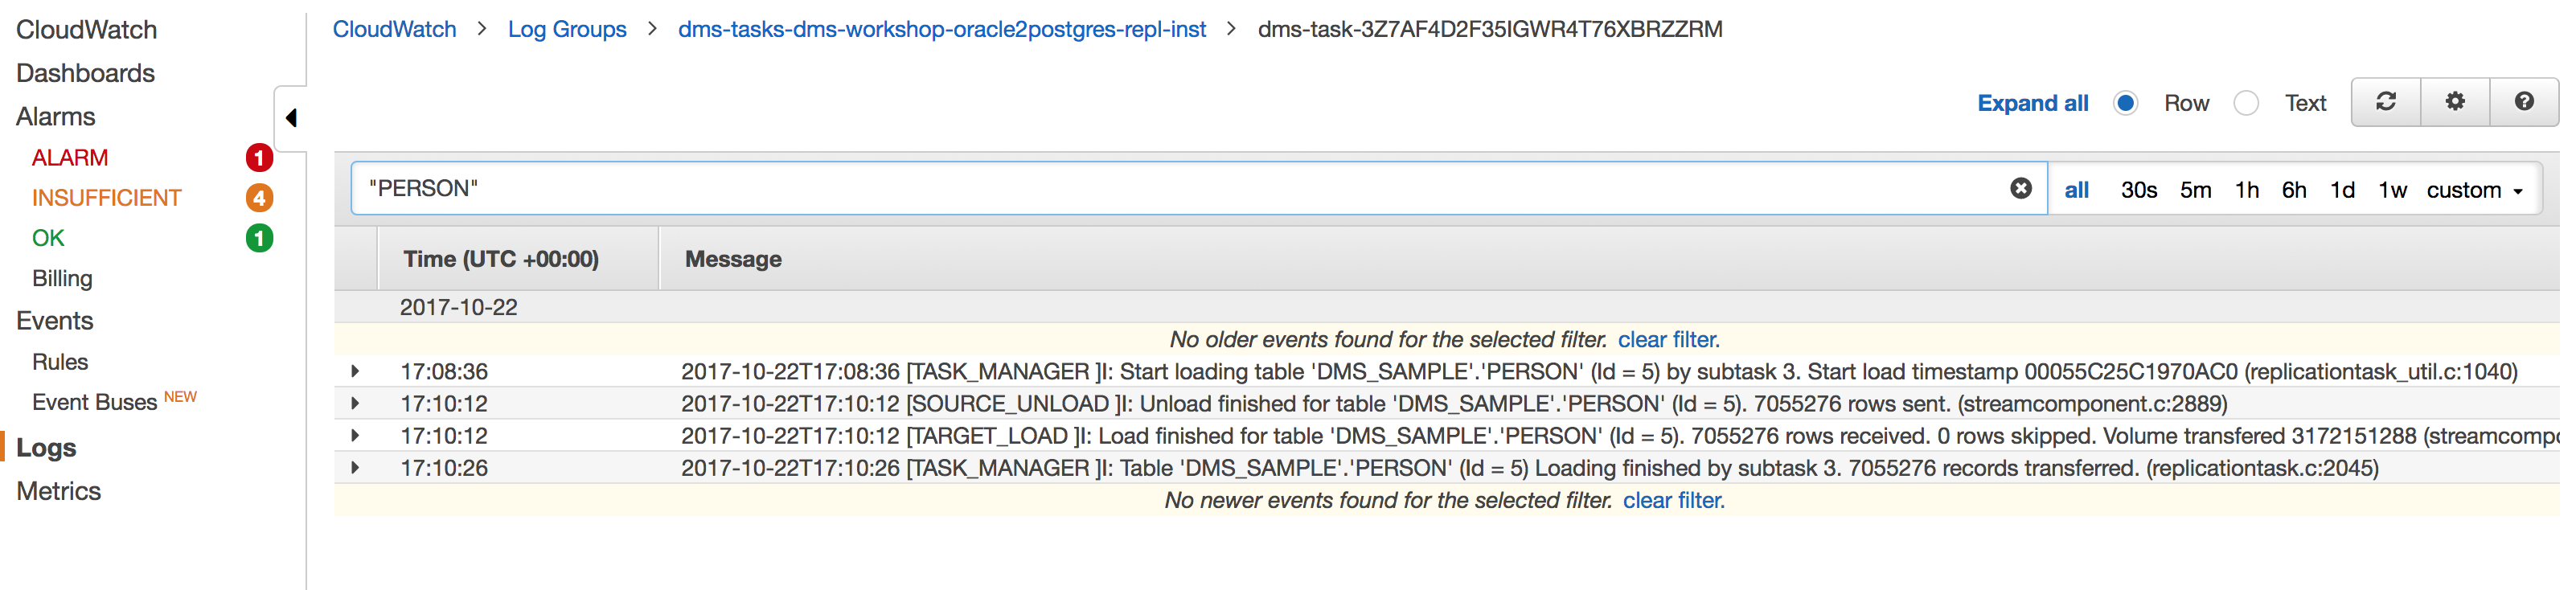 CloudWatch
Dashboards
Alarms
ALARM 1
INSUFFICIENT 4
OK 1
Billing
Events
Rules
Event Buses NEW
Logs
Metrics
CloudWatch > Log Groups > dms-tasks-dms-workshop-oracle2postgres-repl-inst > dms-task-3Z7AF4D2F35IGWR4T76XBRZZRM
Expand all Row Text
"PERSON" all 30s 5m 1h 6h 1d 1w custom
Time (UTC +00:00) Message
2017-10-22
No older events found for the selected filter. clear filter.
17:08:36 2017-10-22T17:08:36 [TASK_MANAGER ]I: Start loading table 'DMS_SAMPLE'.'PERSON' (Id = 5) by subtask 3. Start load timestamp 00055C25C1970AC0 (replicationtask_util.c:1040)
17:10:12 2017-10-22T17:10:12 [SOURCE_UNLOAD ]I: Unload finished for table 'DMS_SAMPLE'.'PERSON' (Id = 5). 7055276 rows sent. (streamcomponent.c:2889)
17:10:12 2017-10-22T17:10:12 [TARGET_LOAD ]I: Load finished for table 'DMS_SAMPLE'.'PERSON' (Id = 5). 7055276 rows received. 0 rows skipped. Volume transfered 3172151288 (streamcomp
17:10:26 2017-10-22T17:10:26 [TASK_MANAGER ]I: Table 'DMS_SAMPLE'.'PERSON' (Id = 5) Loading finished by subtask 3. 7055276 records transferred. (replicationtask.c:2045)
No newer events found for the selected filter. clear filter.